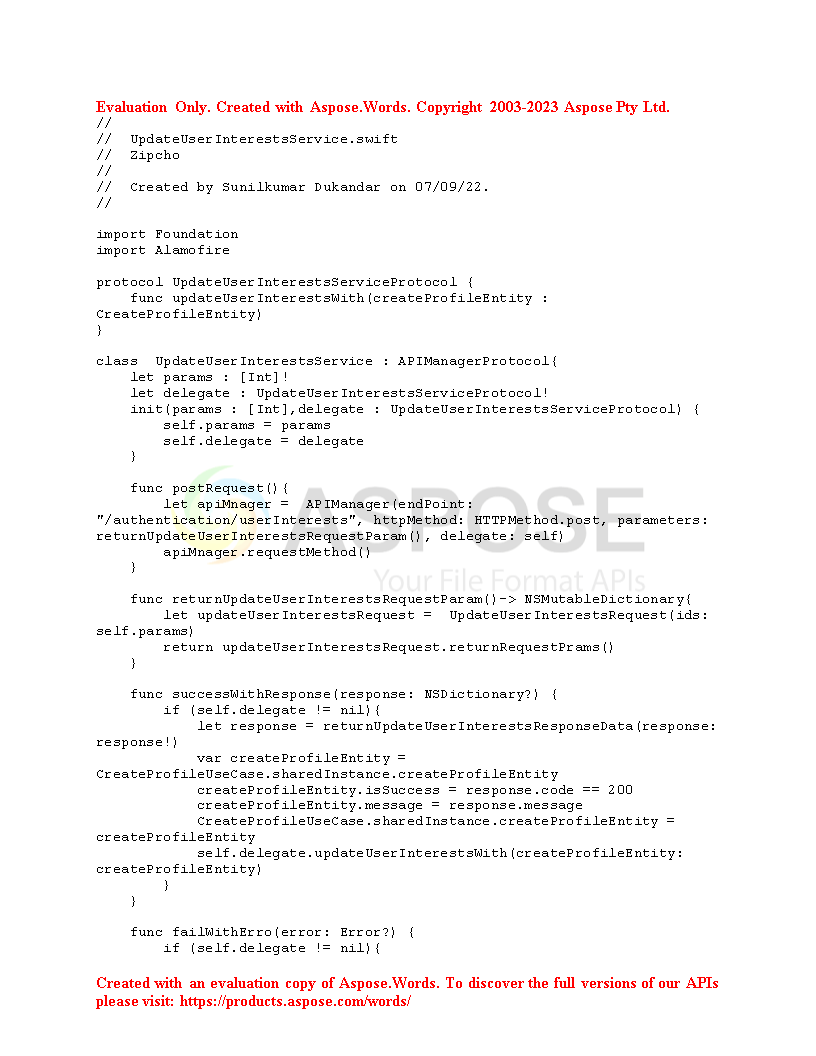 Evaluation Only. Created with Aspose.Words. Copyright 2003-2023 Aspose Pty Ltd.
//
//  UpdateUserInterestsService.swift
//  Zipcho
//
//  Created by Sunilkumar Dukandar on 07/09/22.
//

import Foundation
import Alamofire

protocol UpdateUserInterestsServiceProtocol {
    func updateUserInterestsWith(createProfileEntity :
CreateProfileEntity)
}

class  UpdateUserInterestsService : APIManagerProtocol{
    let params : [Int]!
    let delegate : UpdateUserInterestsServiceProtocol!
    init(params : [Int],delegate : UpdateUserInterestsServiceProtocol) {
        self.params = params
        self.delegate = delegate
    }

    func postRequest(){
        let apiMnager =  APIManager(endPoint:
"/authentication/userInterests", httpMethod: HTTPMethod.post, parameters:
returnUpdateUserInterestsRequestParam(), delegate: self)
        apiMnager.requestMethod()
    }

    func returnUpdateUserInterestsRequestParam()-> NSMutableDictionary{
        let updateUserInterestsRequest =  UpdateUserInterestsRequest(ids:
self.params)
        return updateUserInterestsRequest.returnRequestPrams()
    }

    func successWithResponse(response: NSDictionary?) {
        if (self.delegate != nil){
            let response = returnUpdateUserInterestsResponseData(response:
response!)
            var createProfileEntity =
CreateProfileUseCase.sharedInstance.createProfileEntity
            createProfileEntity.isSuccess = response.code == 200
            createProfileEntity.message = response.message
            CreateProfileUseCase.sharedInstance.createProfileEntity =
createProfileEntity
            self.delegate.updateUserInterestsWith(createProfileEntity:
createProfileEntity)
        }
    }

    func failWithErro(error: Error?) {
        if (self.delegate != nil){
ASPOSE
Your File Format APIs
Created with an evaluation copy of Aspose.Words. To discover the full versions of our APIs
please visit: https://products.aspose.com/words/